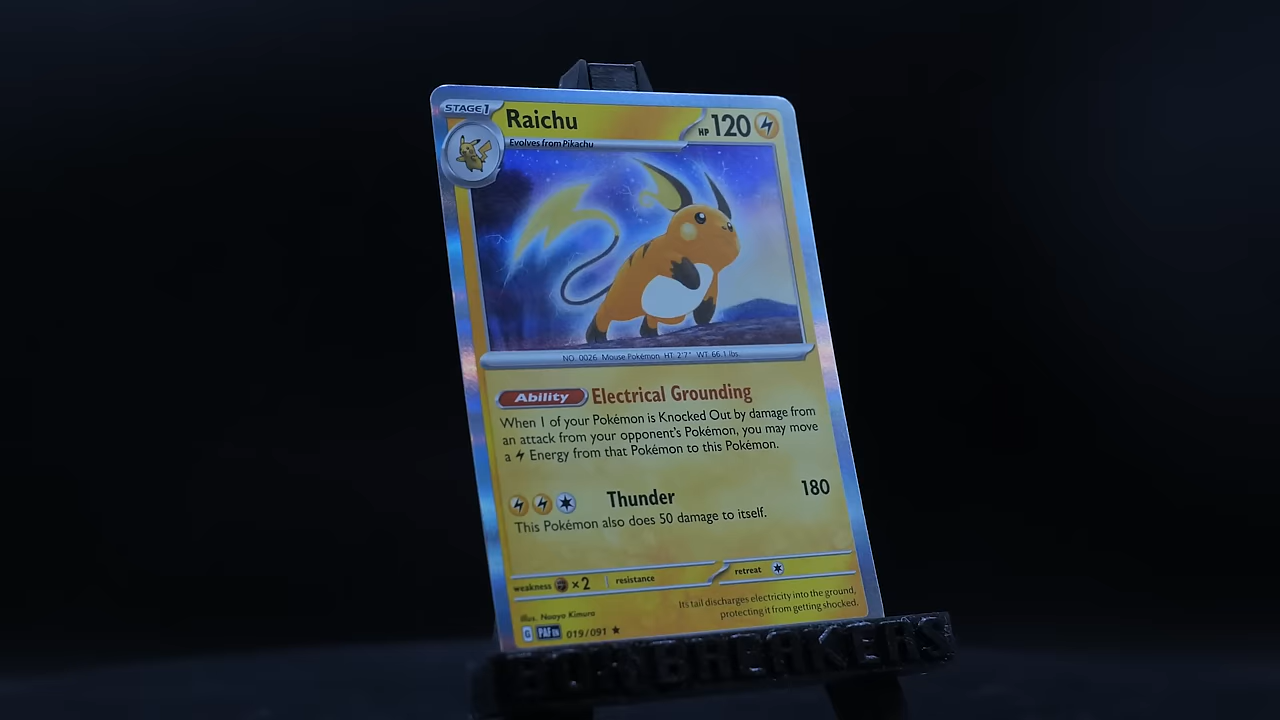 STAGE1
Raichu
HP 120
Evolves from Pikachu
NO. 0026 Mouse Pokémon HT. 2'7" WT. 66.1 lbs.
Ability Electrical Grounding
When 1 of your Pokémon is Knocked Out by damage from
an attack from your opponent's Pokémon, you may move
a Energy from that Pokémon to this Pokémon.
Thunder 180
This Pokémon also does 50 damage to itself.
weakness ×2 resistance retreat
Its tail discharges electricity into the ground,
protecting it from getting shocked.
illus. Naoyo Kimura
G PAF EN 019/091
BREAKERS